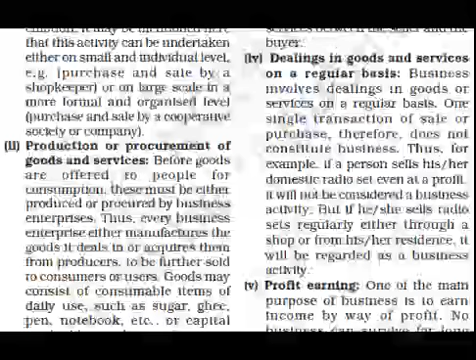 that this activity can be undertaken
either on small and individual level,
e.g. (purchase and sale by a
shopkeeper) or on large scale in a
more formal and organised level
(purchase and sale by a cooperative
society or company).
(ii) Production or procurement of
goods and services: Before goods
are offered to people for
consumption, these must be either
produced or procured by business
enterprises. Thus, every business
enterprise either manufactures the
goods it deals in or acquires them
from producers, to be further sold
to consumers or users. Goods may
consist of consumable items of
daily use, such as sugar, ghee,
pen, notebook, etc., or capital
buyer.
(iv) Dealings in goods and services
on a regular basis: Business
involves dealings in goods or
services on a regular basis. One
single transaction of sale or
purchase, therefore, does not
constitute business. Thus, for
example, if a person sells his/her
domestic radio set even at a profit,
it will not be considered a business
activity. But if he/she sells radio
sets regularly either through a
shop or from his/her residence, it
will be regarded as a business
activity.
(v) Profit earning: One of the main
purpose of business is to earn
income by way of profit. No
business can survive for long